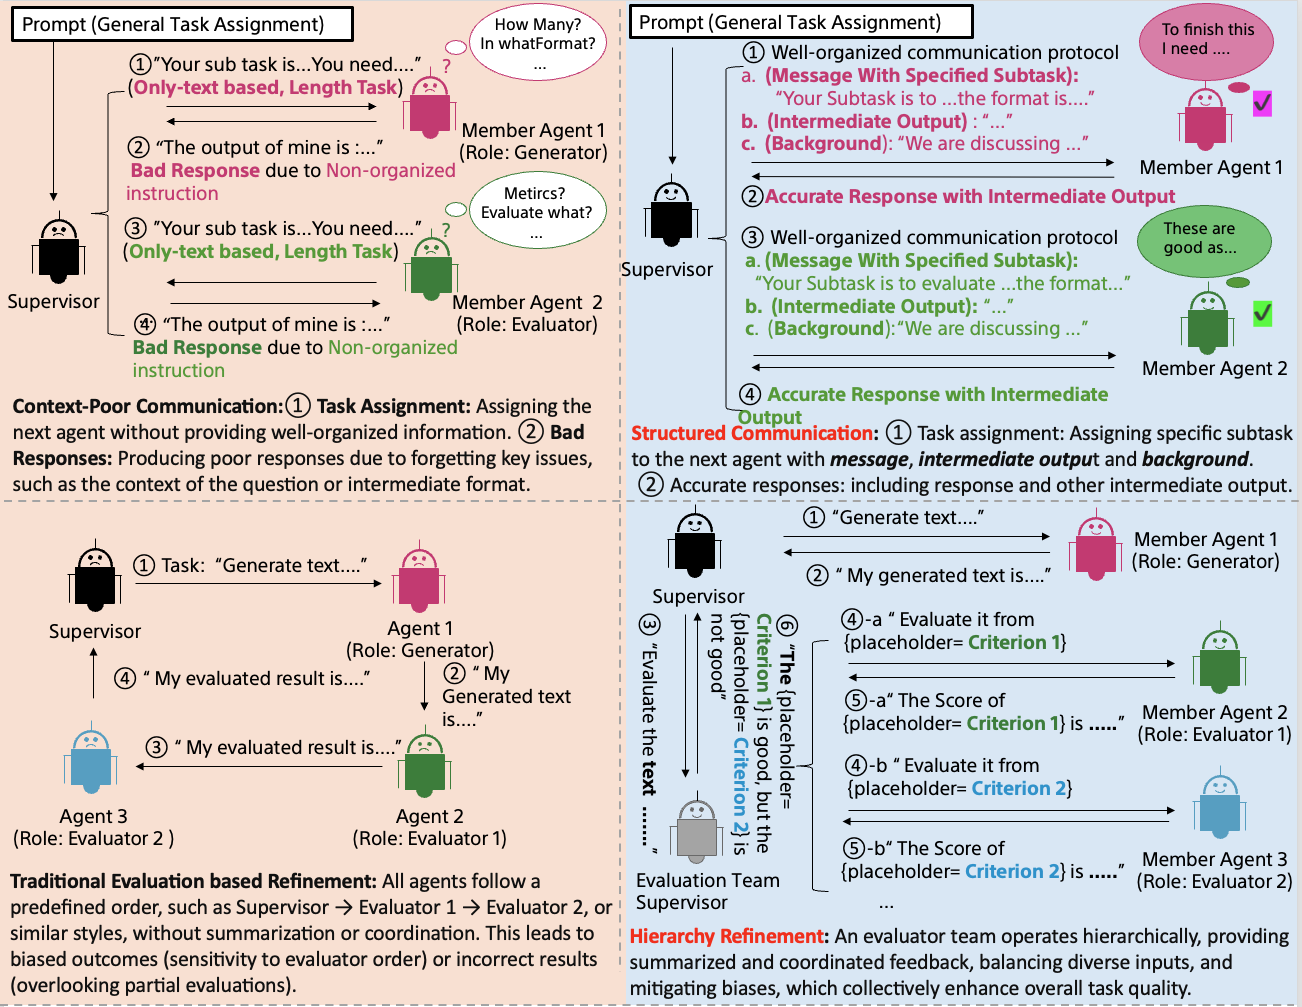 Prompt (General Task Assignment)
How Many?
In whatFormat?
...
①"Your sub task is...You need...."
(Only-text based, Length Task)
?
Member Agent 1
(Role: Generator)
② “The output of mine is :...”
Bad Response due to Non-organized
instruction
Metircs?
Evaluate what?
...
③ “Your sub task is...You need....”
(Only-text based, Length Task)
?
Supervisor
Member Agent 2
(Role: Evaluator)
④ “The output of mine is :...”
Bad Response due to Non-organized
instruction
Context-Poor Communication:① Task Assignment: Assigning the
next agent without providing well-organized information. ② Bad
Responses: Producing poor responses due to forgetting key issues,
such as the context of the question or intermediate format.
Prompt (General Task Assignment)
To finish this
I need ....
① Well-organized communication protocol
a. (Message With Specified Subtask):
“Your Subtask is to ...the format is....”
b. (Intermediate Output) : “...”
c. (Background): “We are discussing ...”
✓
Member Agent 1
②Accurate Response with Intermediate Output
These are
good as...
③ Well-organized communication protocol
a. (Message With Specified Subtask):
“Your Subtask is to evaluate ...the format...”
b. (Intermediate Output): “...”
c. (Background):“We are discussing ...”
✓
Supervisor
Member Agent 2
④ Accurate Response with Intermediate
Output
Structured Communication: ① Task assignment: Assigning specific subtask
to the next agent with message, intermediate output and background.
② Accurate responses: including response and other intermediate output.
① Task: “Generate text....”
Supervisor
Agent 1
(Role: Generator)
② “ My
Generated text
is....”
④ “ My evaluated result is....”
③ “ My evaluated result is....”
Agent 3
(Role: Evaluator 2 )
Agent 2
(Role: Evaluator 1)
Traditional Evaluation based Refinement: All agents follow a
predefined order, such as Supervisor → Evaluator 1 → Evaluator 2, or
similar styles, without summarization or coordination. This leads to
biased outcomes (sensitivity to evaluator order) or incorrect results
(overlooking partial evaluations).
① “Generate text....”
② “ My generated text is....”
Supervisor
Member Agent 1
(Role: Generator)
③ “Evaluate the text ........ ”
⑥ “The {placeholder=
Criterion 1} is good, but the
{placeholder= Criterion 2} is
not good”
④-a “ Evaluate it from
{placeholder= Criterion 1}
⑤-a“ The Score of
{placeholder= Criterion 1} is .....”
Member Agent 2
(Role: Evaluator 1)
④-b “ Evaluate it from
{placeholder= Criterion 2}
⑤-b“ The Score of
{placeholder= Criterion 2} is .....”
Member Agent 3
(Role: Evaluator 2)
...
Evaluation Team
Supervisor
Hierarchy Refinement: An evaluator team operates hierarchically, providing
summarized and coordinated feedback, balancing diverse inputs, and
mitigating biases, which collectively enhance overall task quality.